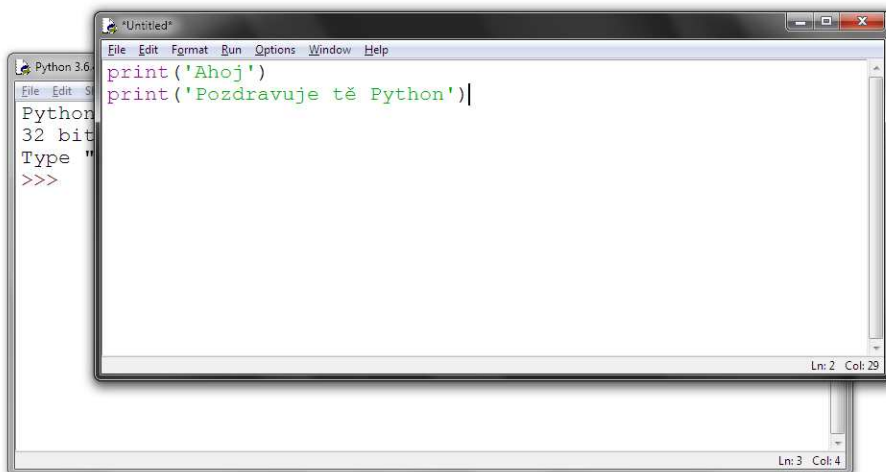 *Untitled*
File Edit Format Run Options Window Help
print('Ahoj')
print('Pozdravuje tě Python')
Ln: 2 Col: 29
Python 3.6.
File Edit
Python
32 bit
Type "
>>>
Ln: 3 Col: 4